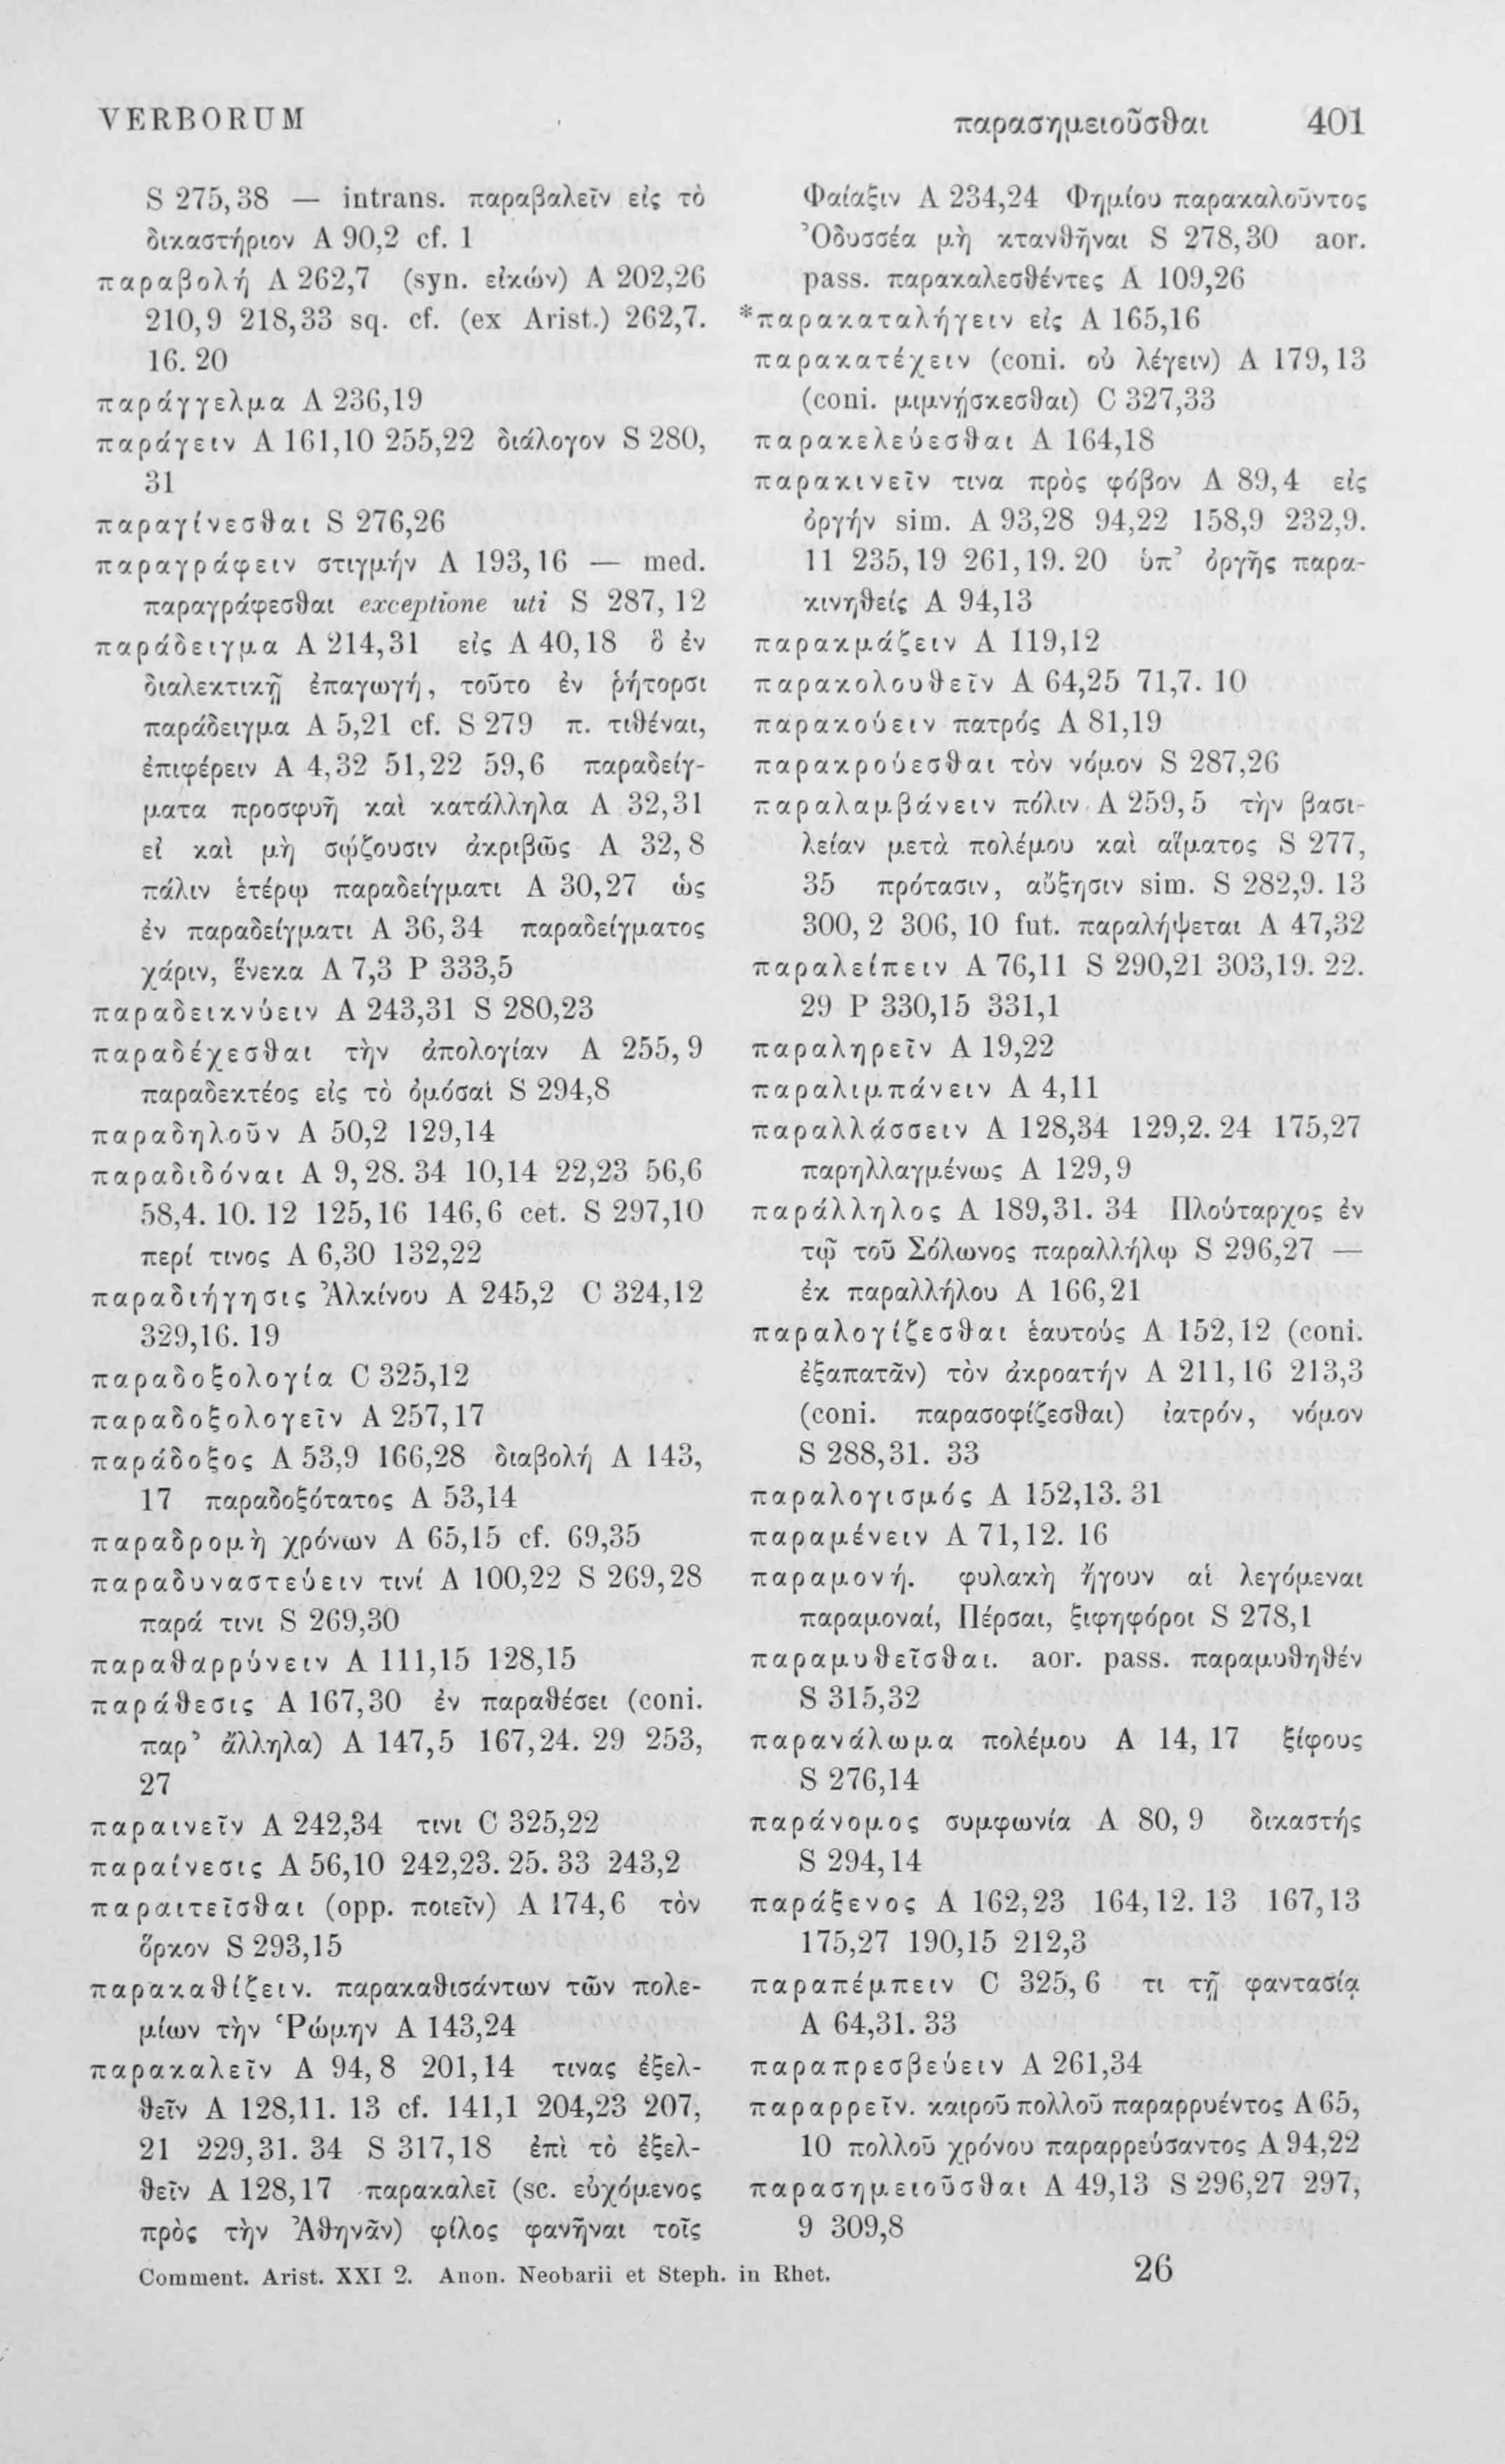 VERBORUM παρασημειοῦσθαι 401
S 275,38 — intrans. παραβαλεῖν εἰς τὸ
δικαστήριον A 90,2 cf. 1
παραβολή A 262,7 (syn. εἰκών) A 202,26
210,9 218,33 sq. cf. (ex Arist.) 262,7.
16. 20
παράγγελμα A 236,19
παράγειν A 161,10 255,22 διάλογον S 280,
31
παραγίνεσθαι S 276,26
παραγράφειν στιγμήν A 193,16 — med.
παραγράφεσθαι exceptione uti S 287, 12
παράδειγμα A 214,31 εἰς A 40,18 ὃ ἐν
διαλεκτικῇ ἐπαγωγή, τοῦτο ἐν ῥήτορσι
παράδειγμα A 5,21 cf. S 279 π. τιθέναι,
ἐπιφέρειν A 4,32 51,22 59,6 παραδείγ-
ματα προσφυῆ καὶ κατάλληλα A 32,31
εἰ καὶ μὴ σῴζουσιν ἀκριβῶς A 32, 8
πάλιν ἑτέρῳ παραδείγματι A 30,27 ὡς
ἐν παραδείγματι A 36,34 παραδείγματος
χάριν, ἕνεκα A 7,3 P 333,5
παραδεικνύειν A 243,31 S 280,23
παραδέχεσθαι τὴν ἀπολογίαν A 255, 9
παραδεκτέος εἰς τὸ ὀμόσαι S 294,8
παραδηλοῦν A 50,2 129,14
παραδιδόναι A 9,28. 34 10,14 22,23 56,6
58,4. 10. 12 125,16 146,6 cet. S 297,10
περί τινος A 6,30 132,22
παραδιήγησις Ἀλκίνου A 245,2 C 324,12
329,16. 19
παραδοξολογία C 325,12
παραδοξολογεῖν A 257,17
παράδοξος A 53,9 166,28 διαβολή A 143,
17 παραδοξότατος A 53,14
παραδρομὴ χρόνων A 65,15 cf. 69,35
παραδυναστεύειν τινί A 100,22 S 269,28
παρά τινι S 269,30
παραθαρρύνειν A 111,15 128,15
παράθεσις A 167,30 ἐν παραθέσει (coni.
παρ’ ἄλληλα) A 147,5 167,24. 29 253,
27
παραινεῖν A 242,34 τινι C 325,22
παραίνεσις A 56,10 242,23. 25. 33 243,2
παραιτεῖσθαι (opp. ποιεῖν) A 174,6 τὸν
ὅρκον S 293,15
παρακαθίζειν. παρακαθισάντων τῶν πολε-
μίων τὴν Ῥώμην A 143,24
παρακαλεῖν A 94, 8 201,14 τινας ἐξελ-
θεῖν A 128,11. 13 cf. 141,1 204,23 207,
21 229,31. 34 S 317,18 ἐπὶ τὸ ἐξελ-
θεῖν A 128,17 παρακαλεῖ (sc. εὐχόμενος
πρὸς τὴν Ἀθηνᾶν) φίλος φανῆναι τοῖς
Φαίαξιν A 234,24 Φημίου παρακαλοῦντος
Ὀδυσσέα μὴ κτανθῆναι S 278,30 aor.
pass. παρακαλεσθέντες A 109,26
*παρακαταλήγειν εἰς A 165,16
παρακατέχειν (coni. οὐ λέγειν) A 179,13
(coni. μιμνῄσκεσθαι) C 327,33
παρακελεύεσθαι A 164,18
παρακινεῖν τινα πρὸς φόβον A 89,4 εἰς
ὀργήν sim. A 93,28 94,22 158,9 232,9.
11 235,19 261,19. 20 ὑπ’ ὀργῆς παρα-
κινηθείς A 94,13
παρακμάζειν A 119,12
παρακολουθεῖν A 64,25 71,7. 10
παρακούειν πατρός A 81,19
παρακρούεσθαι τὸν νόμον S 287,26
παραλαμβάνειν πόλιν A 259,5 τὴν βασι-
λείαν μετὰ πολέμου καὶ αἵματος S 277,
35 πρότασιν, αὔξησιν sim. S 282,9. 13
300, 2 306, 10 fut. παραλήψεται A 47,32
παραλείπειν A 76,11 S 290,21 303,19. 22.
29 P 330,15 331,1
παραληρεῖν A 19,22
παραλιμπάνειν A 4,11
παραλλάσσειν A 128,34 129,2. 24 175,27
παρηλλαγμένως A 129,9
παράλληλος A 189,31. 34 Πλούταρχος ἐν
τῷ τοῦ Σόλωνος παραλλήλῳ S 296,27 —
ἐκ παραλλήλου A 166,21
παραλογίζεσθαι ἑαυτούς A 152,12 (coni.
ἐξαπατᾶν) τὸν ἀκροατήν A 211,16 213,3
(coni. παρασοφίζεσθαι) ἰατρόν, νόμον
S 288,31. 33
παραλογισμός A 152,13. 31
παραμένειν A 71,12. 16
παραμονή. φυλακὴ ἤγουν αἱ λεγόμεναι
παραμοναί, Πέρσαι, ξιφηφόροι S 278,1
παραμυθεῖσθαι. aor. pass. παραμυθηθέν
S 315,32
παρανάλωμα πολέμου A 14, 17 ξίφους
S 276,14
παράνομος συμφωνία A 80, 9 δικαστής
S 294,14
παράξενος A 162,23 164,12. 13 167,13
175,27 190,15 212,3
παραπέμπειν C 325, 6 τι τῇ φαντασίᾳ
A 64,31. 33
παραπρεσβεύειν A 261,34
παραρρεῖν. καιροῦ πολλοῦ παραρρυέντος A 65,
10 πολλοῦ χρόνου παραρρεύσαντος A 94,22
παρασημειοῦσθαι A 49,13 S 296,27 297,
9 309,8
Comment. Arist. XXI 2. Anon. Neobarii et Steph. in Rhet. 26